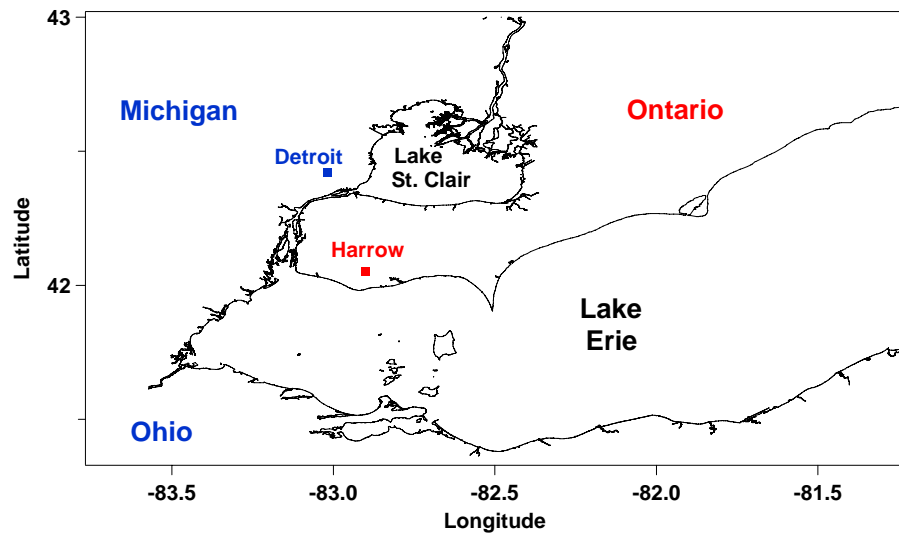 43
Michigan
Ontario
Detroit
Lake
St. Clair
Latitude
Harrow
42
Lake
Erie
Ohio
-83.5
-83.0
-82.5
-82.0
-81.5
Longitude